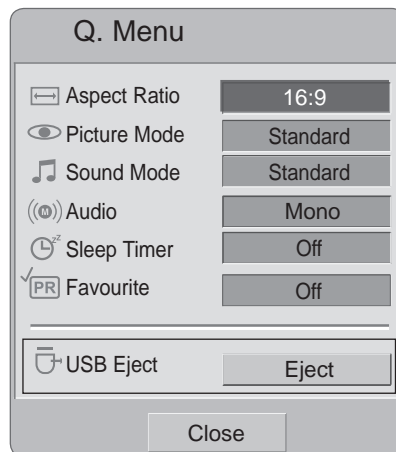 Q. Menu
Aspect Ratio 16:9
Picture Mode Standard
Sound Mode Standard
((M)) Audio Mono
zz Sleep Timer Off
PR Favourite Off
USB Eject Eject
Close